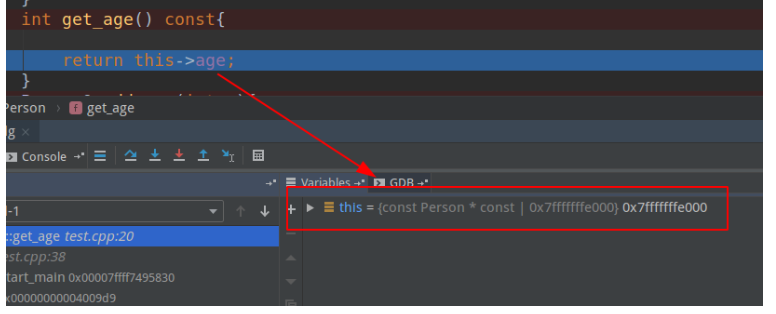 }
int get_age() const{
return this->age;
}
Person › f get_age
Console
Variables GDB
this = {const Person * const | 0x7fffffffe000} 0x7fffffffe000
-1
::get_age test.cpp:20
est.cpp:38
tart_main 0x00007ffff7495830
x00000000004009d9